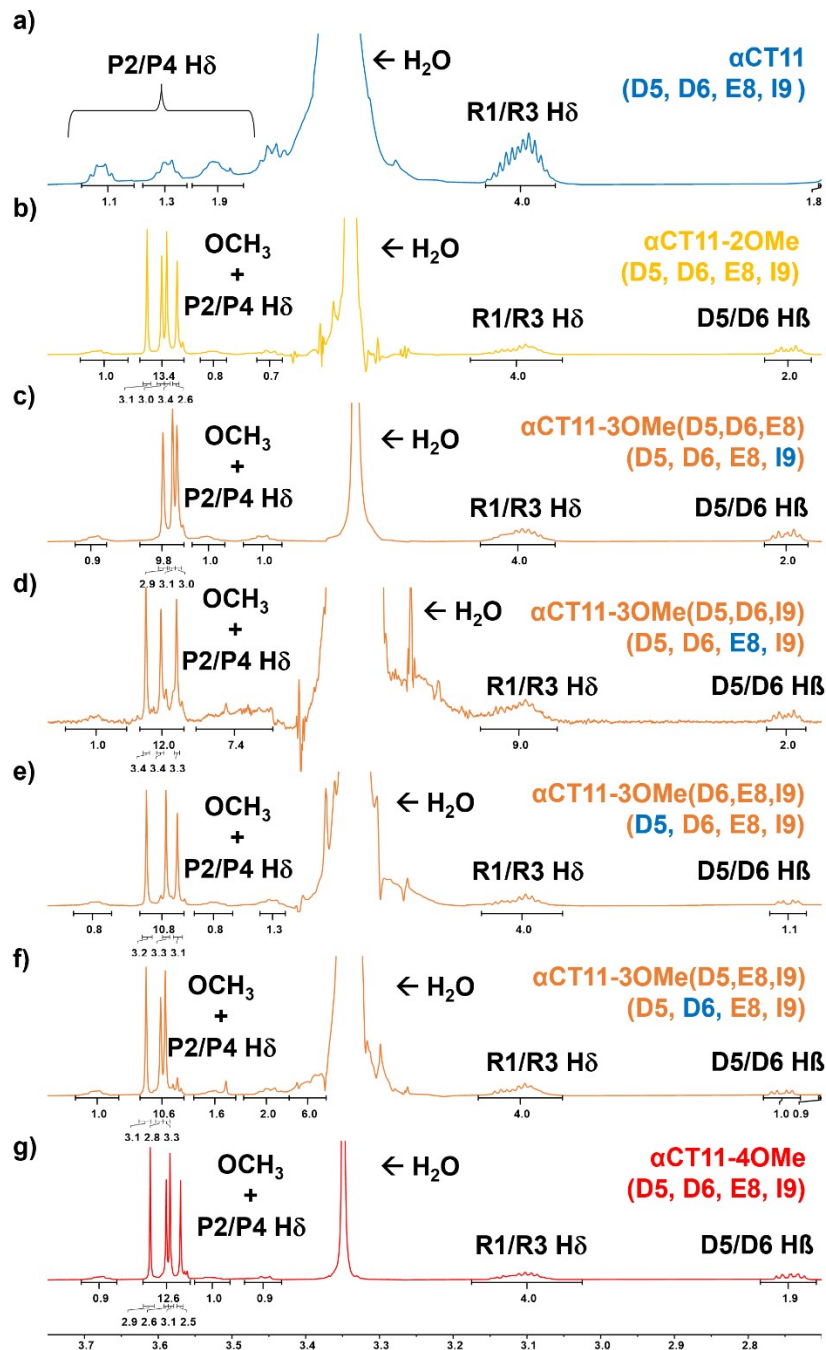 a)
P2/P4 Hδ
← H2O
αCT11
(D5, D6, E8, I9 )
R1/R3 Hδ
1.1 1.3 1.9 4.0 1.8
b)
OCH3
+
P2/P4 Hδ
← H2O
αCT11-2OMe
(D5, D6, E8, I9)
R1/R3 Hδ
D5/D6 Hß
1.0 13.4 0.8 0.7 4.0 2.0
3.1 3.0 3.4 2.6
c)
OCH3
+
P2/P4 Hδ
← H2O
αCT11-3OMe(D5,D6,E8)
(D5, D6, E8, I9)
R1/R3 Hδ
D5/D6 Hß
0.9 9.8 1.0 1.0 4.0 2.0
2.9 3.1 3.0
d)
OCH3
+
P2/P4 Hδ
← H2O
αCT11-3OMe(D5,D6,I9)
(D5, D6, E8, I9)
R1/R3 Hδ
D5/D6 Hß
1.0 12.0 7.4 9.0 2.0
3.4 3.4 3.3
e)
OCH3
+
P2/P4 Hδ
← H2O
αCT11-3OMe(D6,E8,I9)
(D5, D6, E8, I9)
R1/R3 Hδ
D5/D6 Hß
0.8 10.8 0.8 1.3 4.0 1.1
3.2 3.3 3.1
f)
OCH3
+
P2/P4 Hδ
← H2O
αCT11-3OMe(D5,E8,I9)
(D5, D6, E8, I9)
R1/R3 Hδ
D5/D6 Hß
1.0 10.6 1.6 2.0 6.0 4.0 1.0 0.9
3.1 2.8 3.3
g)
OCH3
+
P2/P4 Hδ
← H2O
αCT11-4OMe
(D5, D6, E8, I9)
R1/R3 Hδ
D5/D6 Hß
0.9 12.6 1.0 0.9 4.0 1.9
2.9 2.6 3.1 2.5
3.7 3.6 3.5 3.4 3.3 3.2 3.1 3.0 2.9 2.8